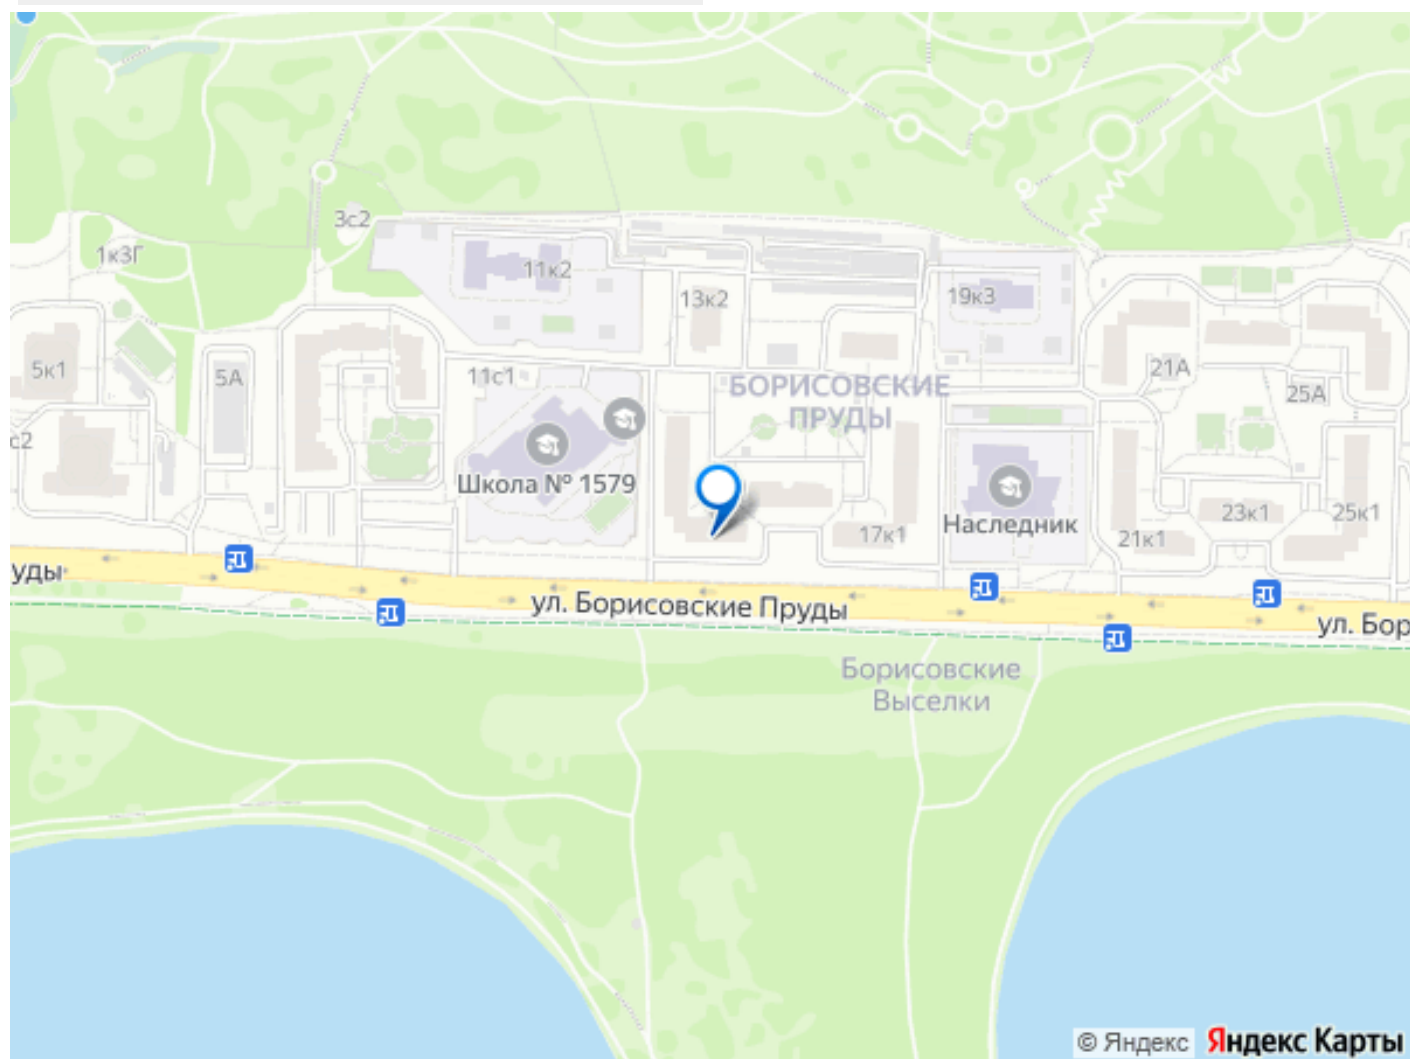 3с2
1к3Г
11к2
13к2
19к3
5к1
5А
11с1
БОРИСОВСКИЕ
ПРУДЫ
21А
25А
с2
Школа № 1579
Наследник
17к1
21к1
23к1
25к1
уды
ул. Борисовские Пруды
ул. Бор
Борисовские
Выселки
© Яндекс Яндекс Карты